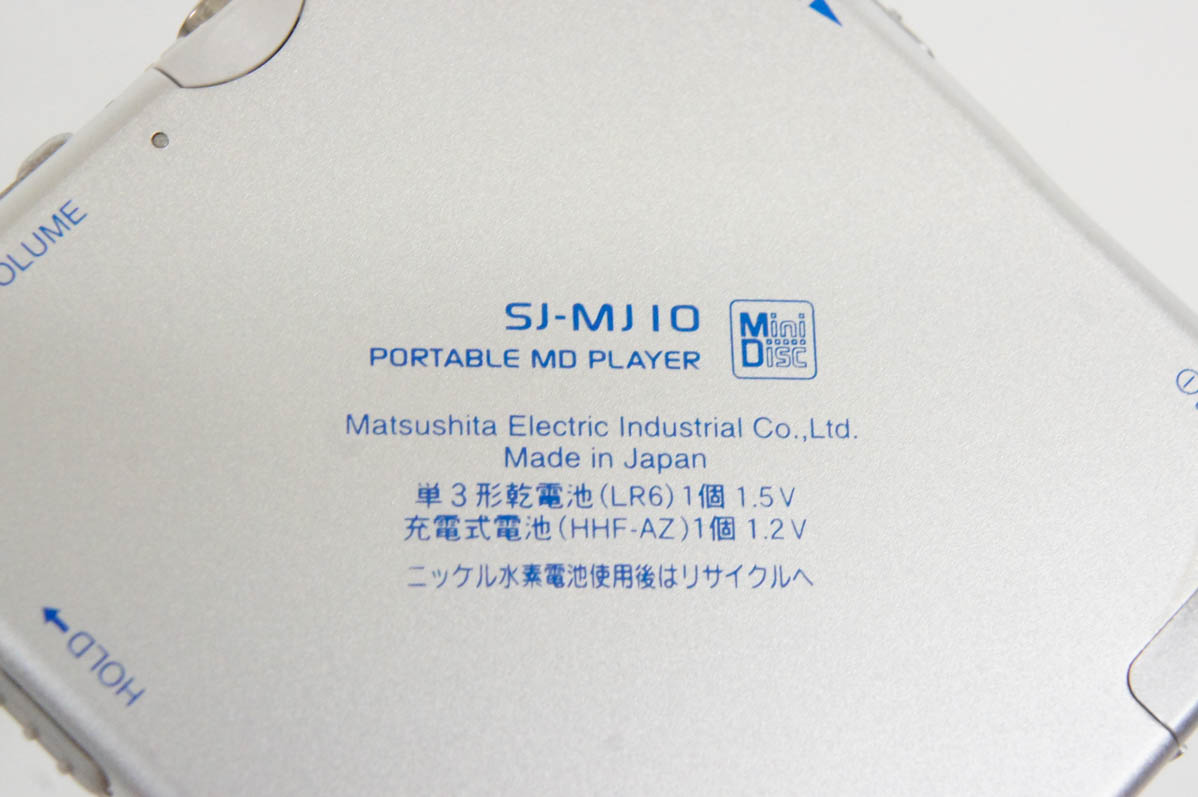 OLUME
SJ-MJ10
PORTABLE MD PLAYER
Mini
Disc
Matsushita Electric Industrial Co.,Ltd.
Made in Japan
単3形乾電池(LR6)1個 1.5V
充電式電池(HHF-AZ)1個 1.2V
ニッケル水素電池使用後はリサイクルへ
HOLD